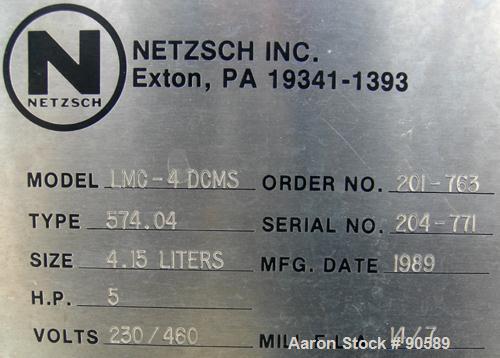 N
NETZSCH
NETZSCH INC.
Exton, PA 19341-1393
MODEL LMC-4 DCMS ORDER NO. 201-763
TYPE 574.04 SERIAL NO. 204-771
SIZE 4.15 LITERS MFG. DATE 1989
H.P. 5
VOLTS 230/460 MILL F.L.A. 14/7
Aaron Stock # 90589